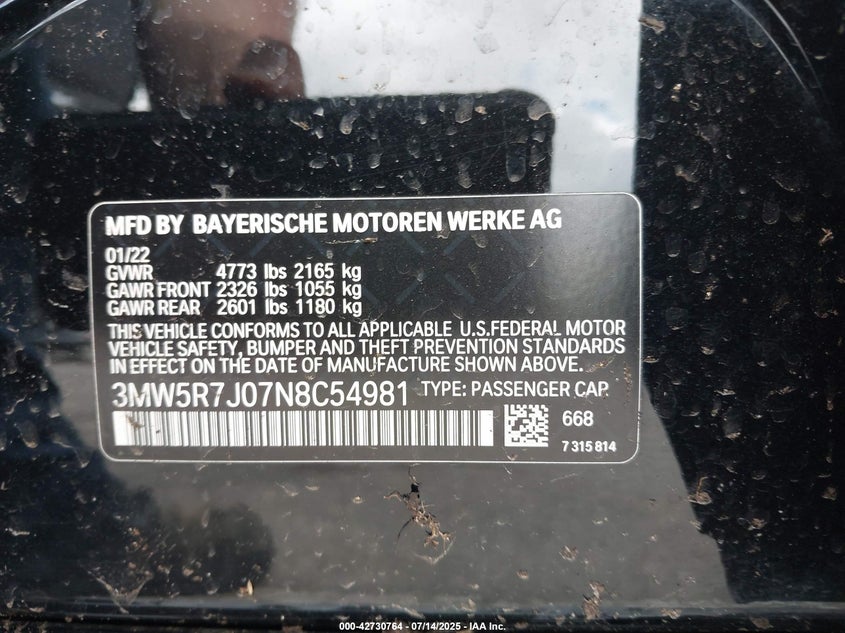 MFD BY BAYERISCHE MOTOREN WERKE AG
01/22
GVWR 4773 lbs 2165 kg
GAWR FRONT 2326 lbs 1055 kg
GAWR REAR 2601 lbs 1180 kg
THIS VEHICLE CONFORMS TO ALL APPLICABLE U.S.FEDERAL MOTOR
VEHICLE SAFETY, BUMPER AND THEFT PREVENTION STANDARDS
IN EFFECT ON THE DATE OF MANUFACTURE SHOWN ABOVE.
3MW5R7J07N8C54981 TYPE: PASSENGER CAP
668
7 315 814
000-42730764 - 07/14/2025 - IAA Inc.